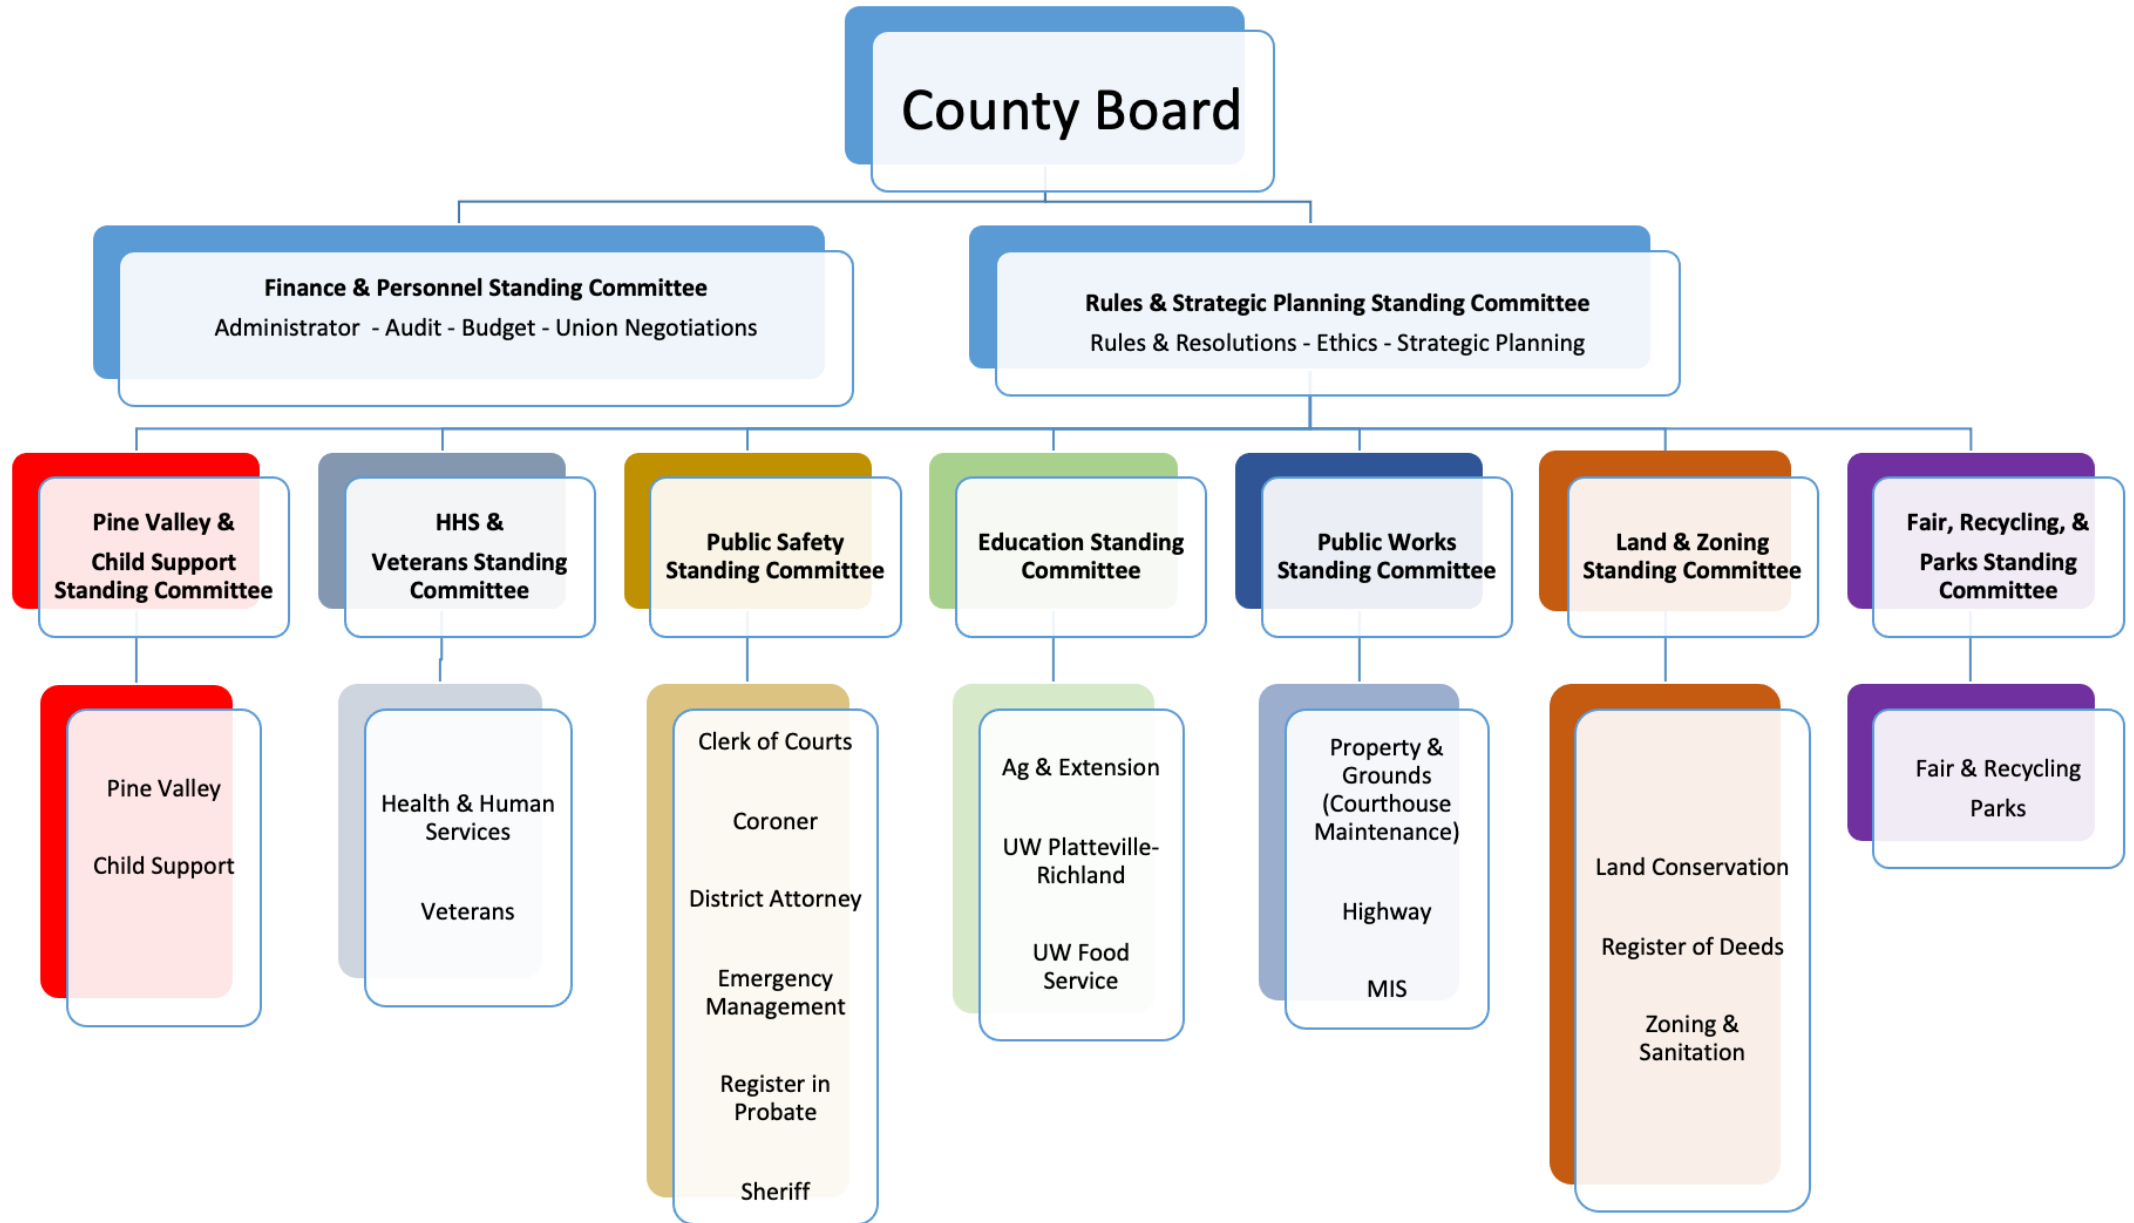 County Board
Finance & Personnel Standing Committee
Administrator - Audit - Budget - Union Negotiations
Rules & Strategic Planning Standing Committee
Rules & Resolutions - Ethics - Strategic Planning
Pine Valley &
Child Support
Standing Committee
HHS &
Veterans Standing
Committee
Public Safety
Standing Committee
Education Standing
Committee
Public Works
Standing Committee
Land & Zoning
Standing Committee
Fair, Recycling, &
Parks Standing
Committee
Pine Valley
Child Support
Health & Human
Services
Veterans
Clerk of Courts
Coroner
District Attorney
Emergency
Management
Register in
Probate
Sheriff
Ag & Extension
UW Platteville-
Richland
UW Food
Service
Property &
Grounds
(Courthouse
Maintenance)
Highway
MIS
Land Conservation
Register of Deeds
Zoning &
Sanitation
Fair & Recycling
Parks